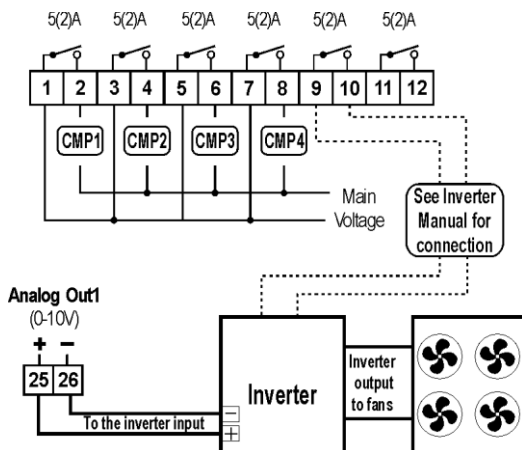 5(2)A 5(2)A 5(2)A 5(2)A 5(2)A 5(2)A
1 2 3 4 5 6 7 8 9 10 11 12
CMP1 CMP2 CMP3 CMP4
Main
Voltage
See Inverter
Manual for
connection
Analog Out1
(0-10V)
+ −
25 26
To the inverter input
−
+
Inverter
Inverter
output
to fans